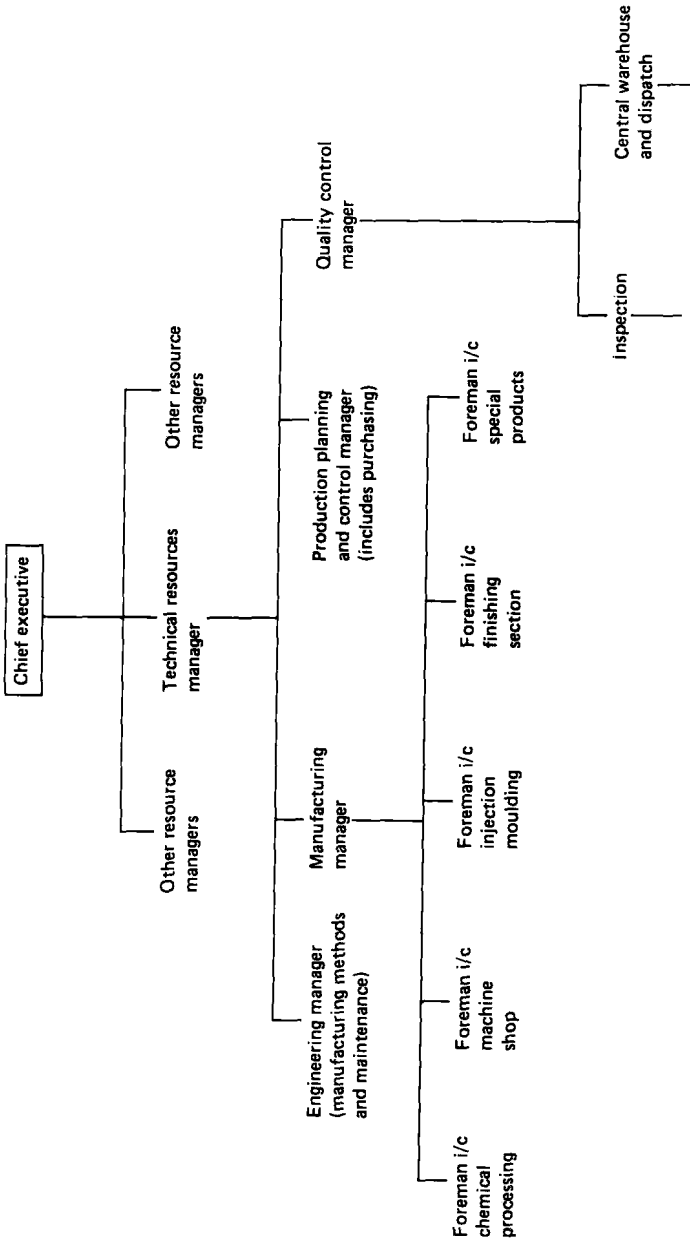 Chief executive
Other resource
managers
Technical resources
manager
Other resource
managers
Engineering manager
(manufacturing methods
and maintenance)
Manufacturing
manager
Production planning
and control manager
(includes purchasing)
Quality control
manager
Foreman i/c
chemical
processing
Foreman i/c
machine
shop
Foreman i/c
injection
moulding
Foreman i/c
finishing
section
Foreman i/c
special
products
Inspection
Central warehouse
and dispatch